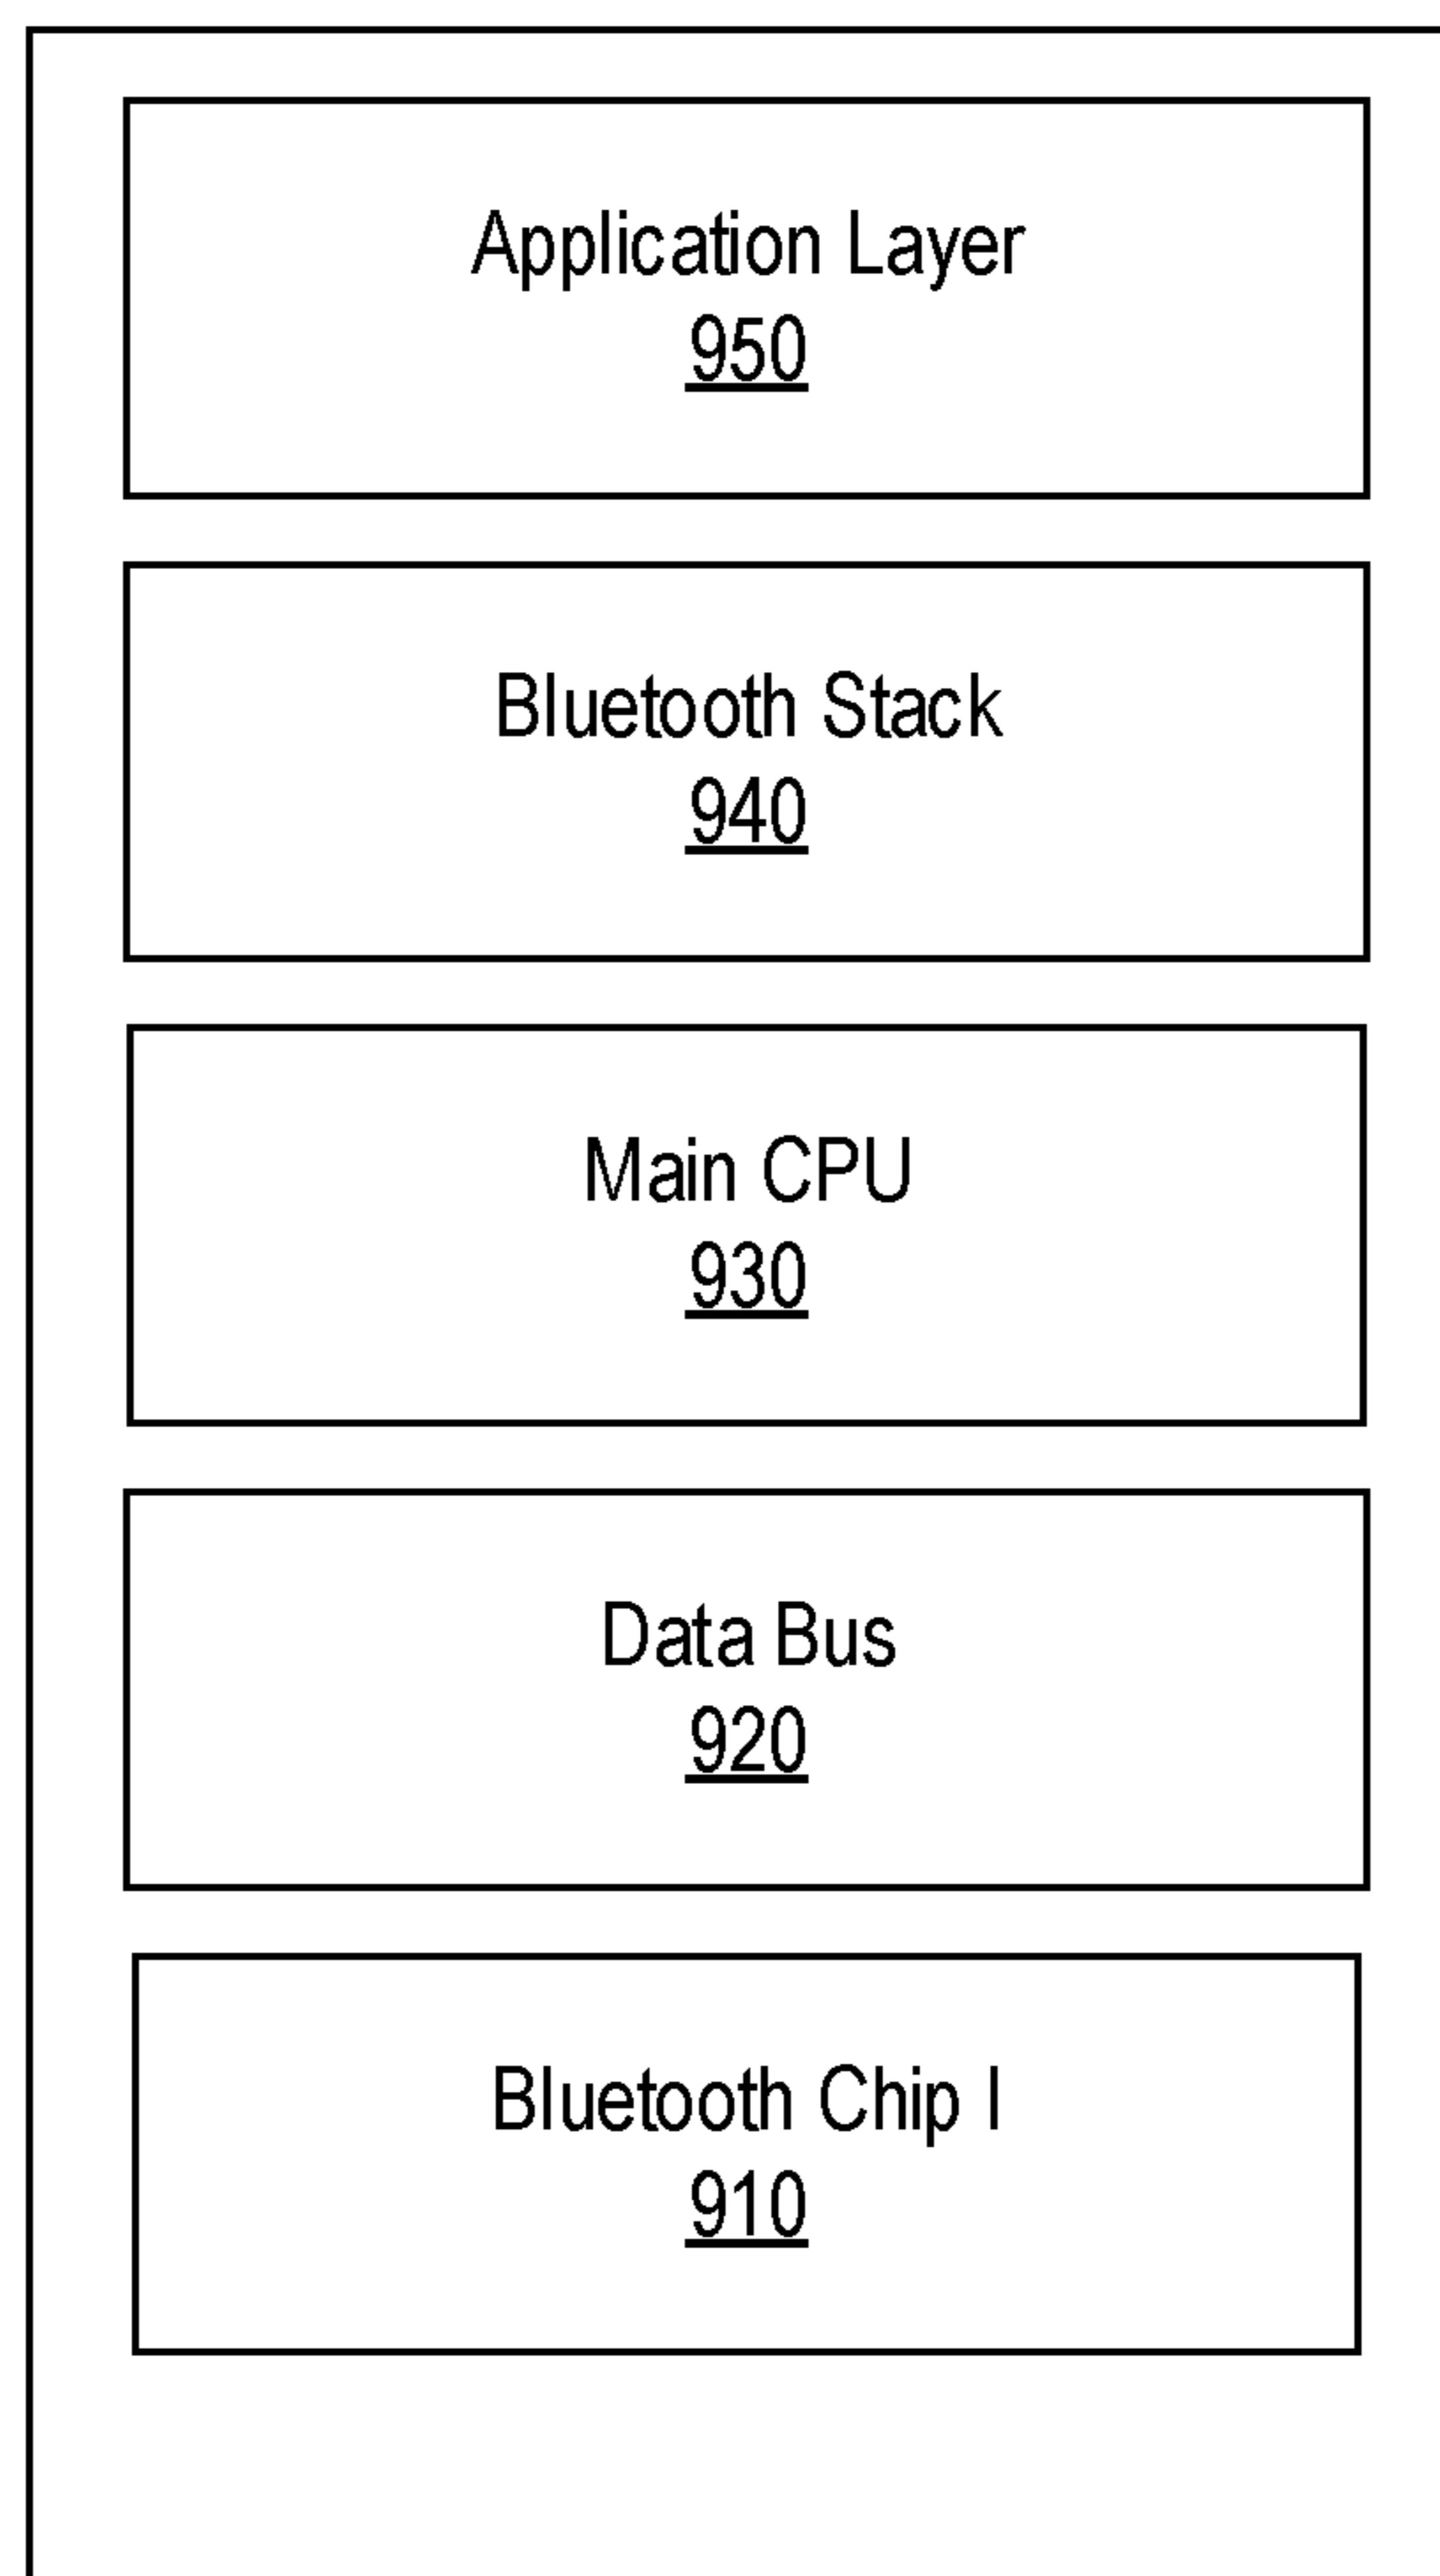 Application Layer
950
Bluetooth Stack
940
Main CPU
930
Data Bus
920
Bluetooth Chip I
910